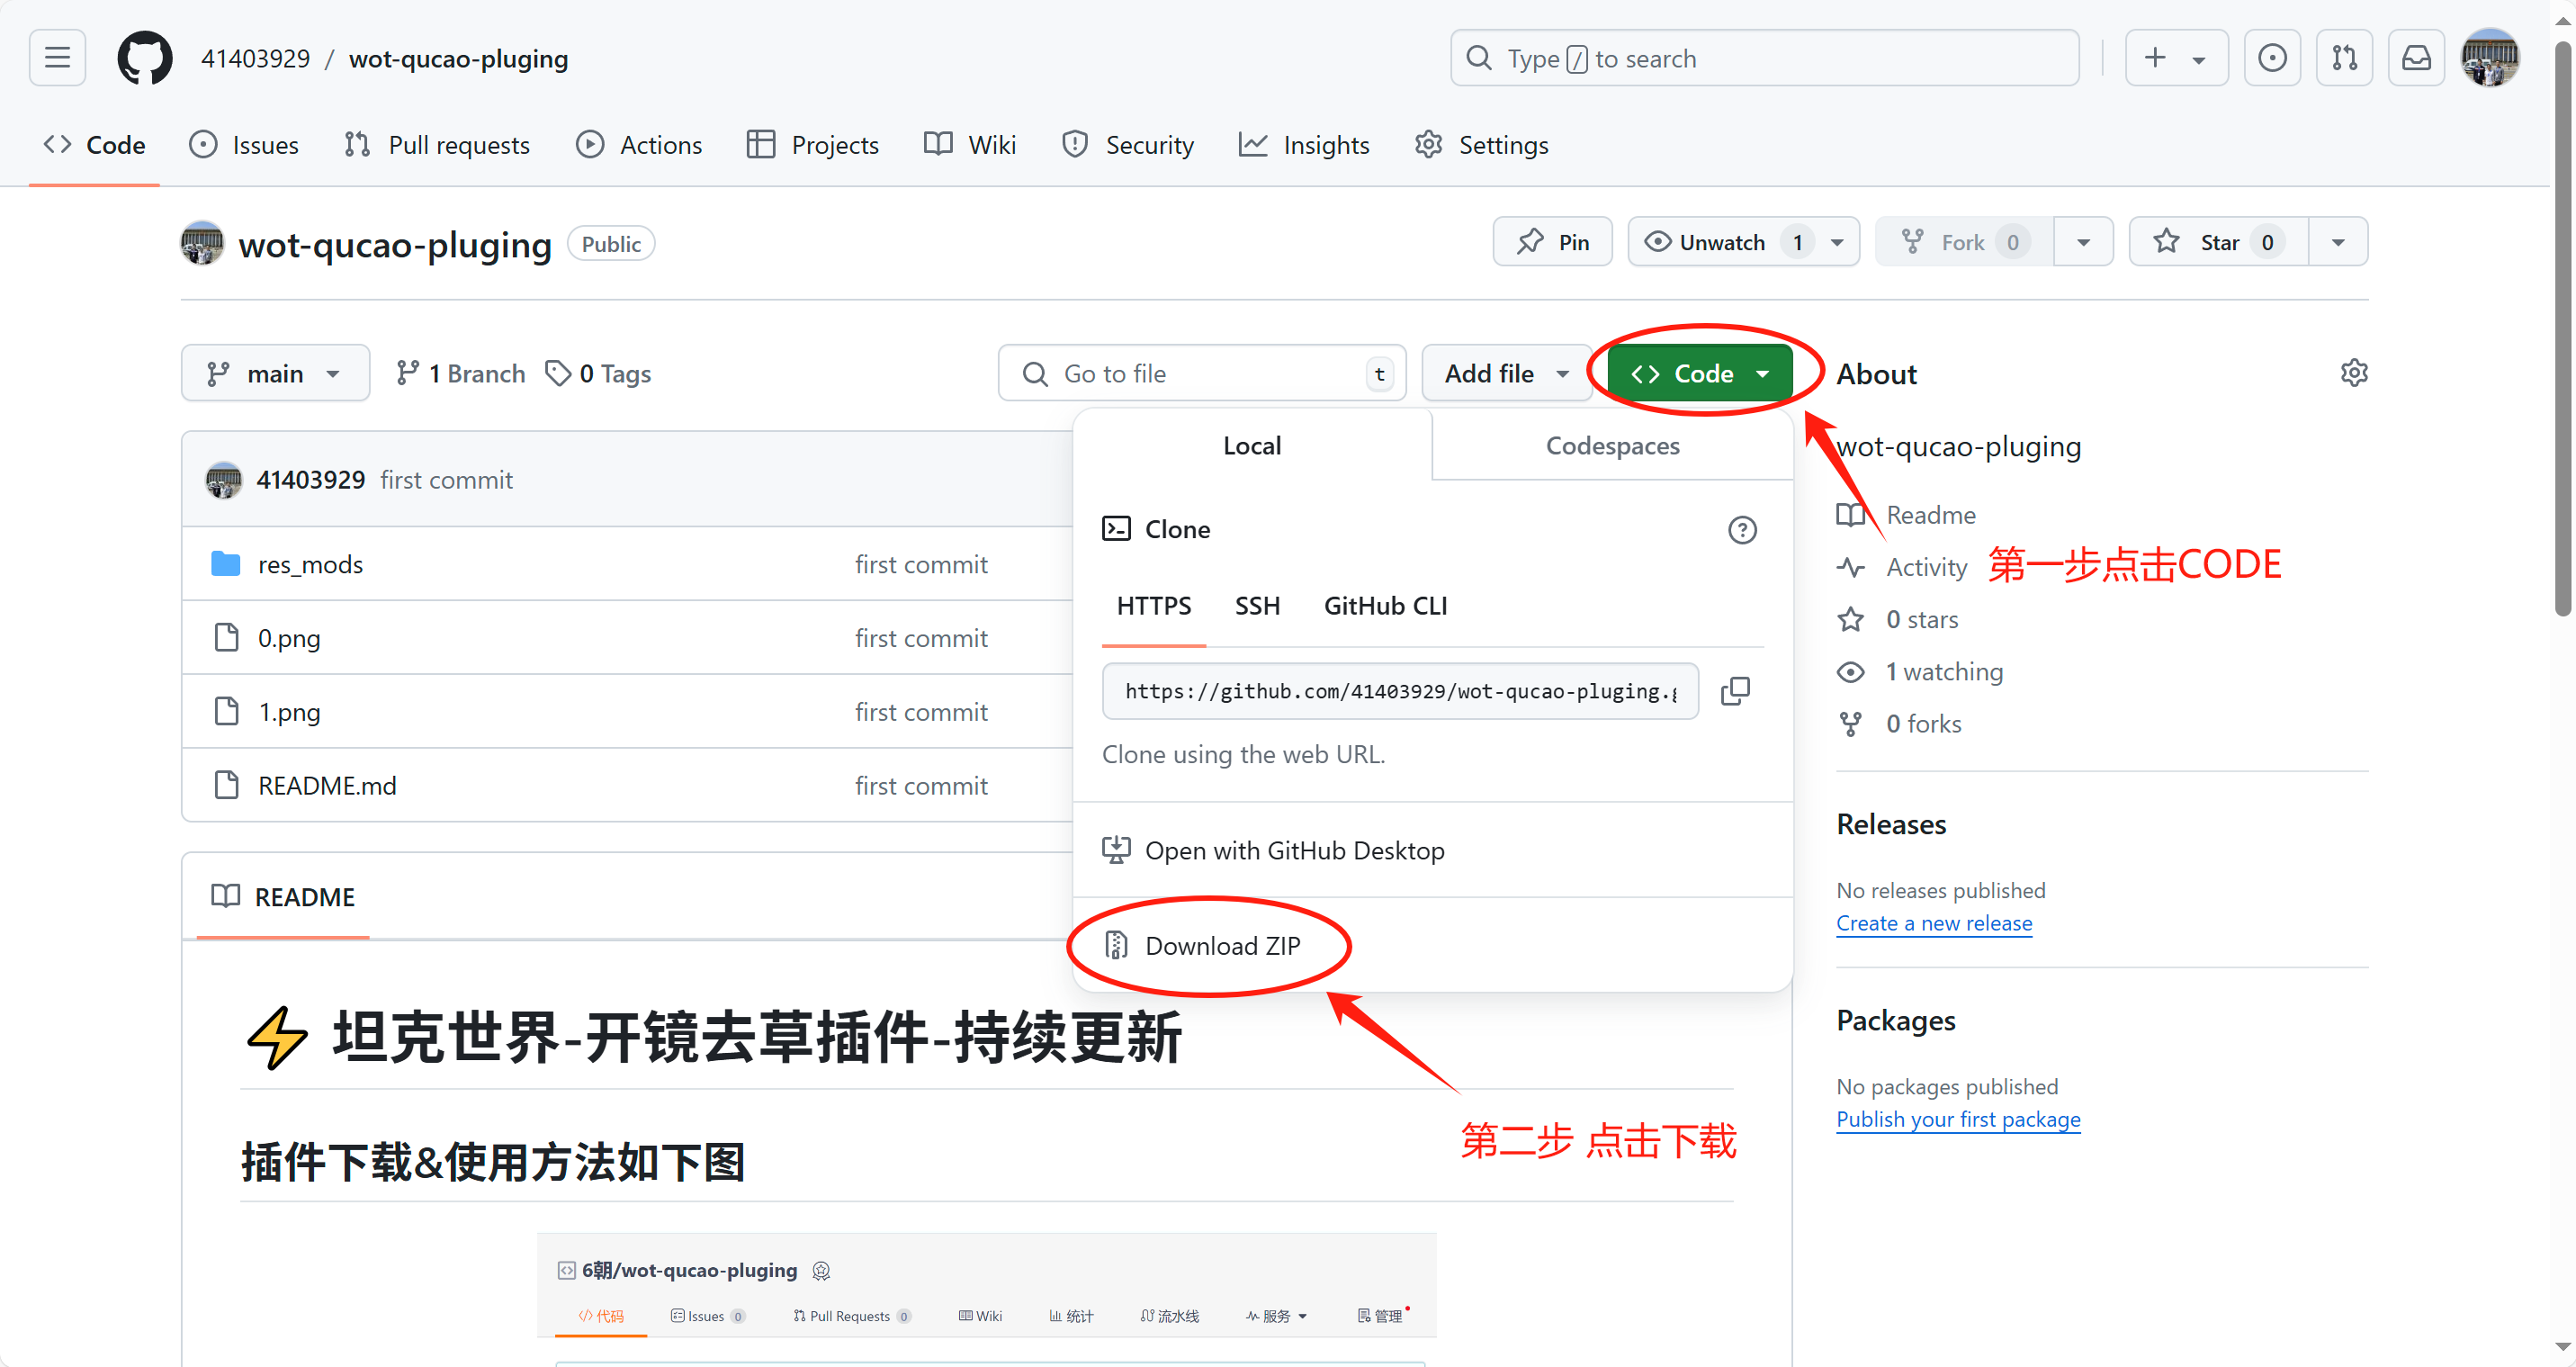 41403929 / wot-qucao-pluging
Type / to search
Code Issues Pull requests Actions Projects Wiki Security Insights Settings
wot-qucao-pluging Public
Pin Unwatch 1 Fork 0 Star 0
main 1 Branch 0 Tags Go to file t Add file Code
Local Codespaces
Clone
HTTPS SSH GitHub CLI
https://github.com/41403929/wot-qucao-pluging.g
Clone using the web URL.
Open with GitHub Desktop
Download ZIP
第一步点击CODE
第二步 点击下载
41403929 first commit
res_mods first commit
0.png first commit
1.png first commit
README.md first commit
README
⚡ 坦克世界-开镜去草插件-持续更新
插件下载&使用方法如下图
6朝/wot-qucao-pluging
代码 Issues 0 Pull Requests 0 Wiki 统计 流水线 服务 管理
About
wot-qucao-pluging
Readme
Activity
0 stars
1 watching
0 forks
Releases
No releases published
Create a new release
Packages
No packages published
Publish your first package